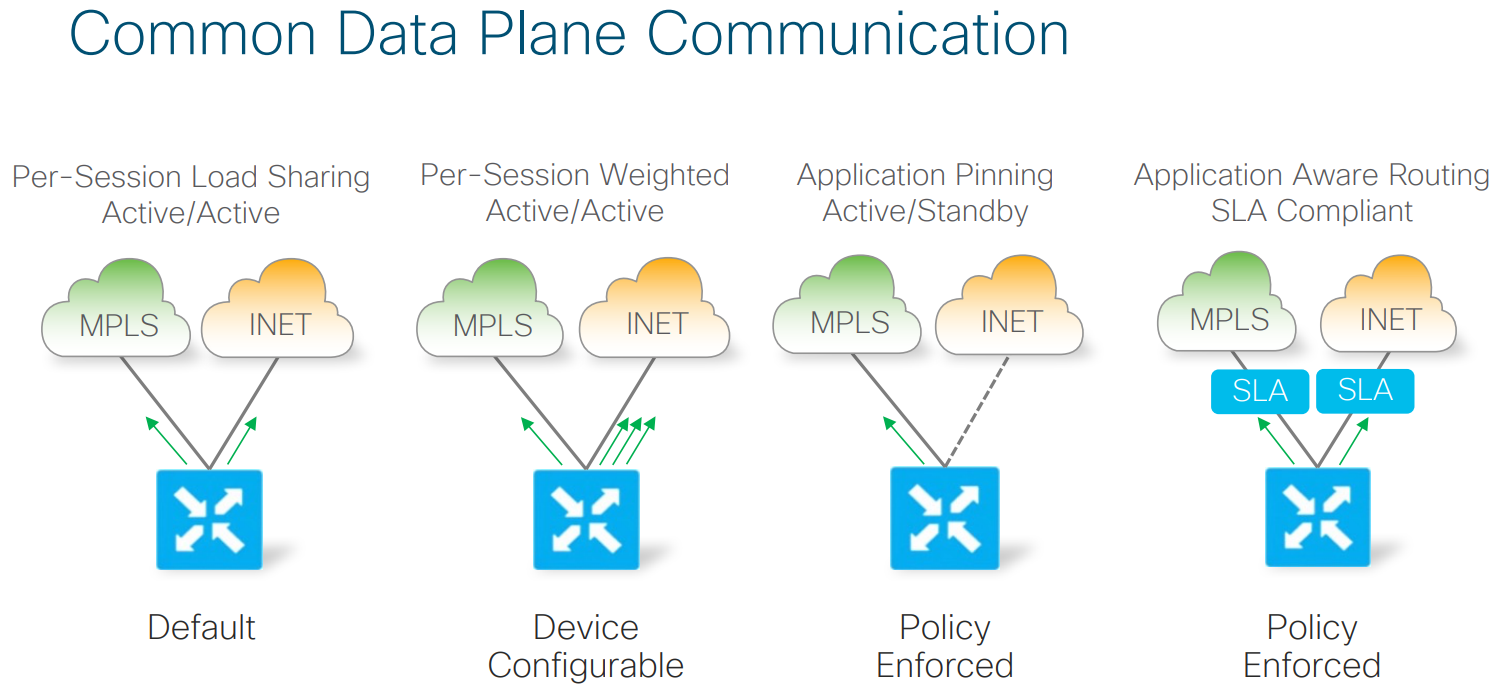 Common Data Plane Communication
Per-Session Load Sharing
Active/Active
MPLS
INET
Default
Per-Session Weighted
Active/Active
MPLS
INET
Device
Configurable
Application Pinning
Active/Standby
MPLS
INET
Policy
Enforced
Application Aware Routing
SLA Compliant
MPLS
INET
SLA
SLA
Policy
Enforced